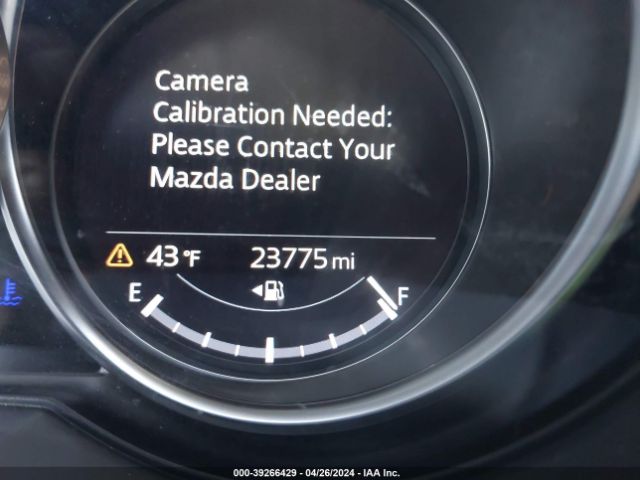 Camera
Calibration Needed:
Please Contact Your
Mazda Dealer
43°F 23775 mi
E F
000-39266429 - 04/26/2024 - IAA Inc.